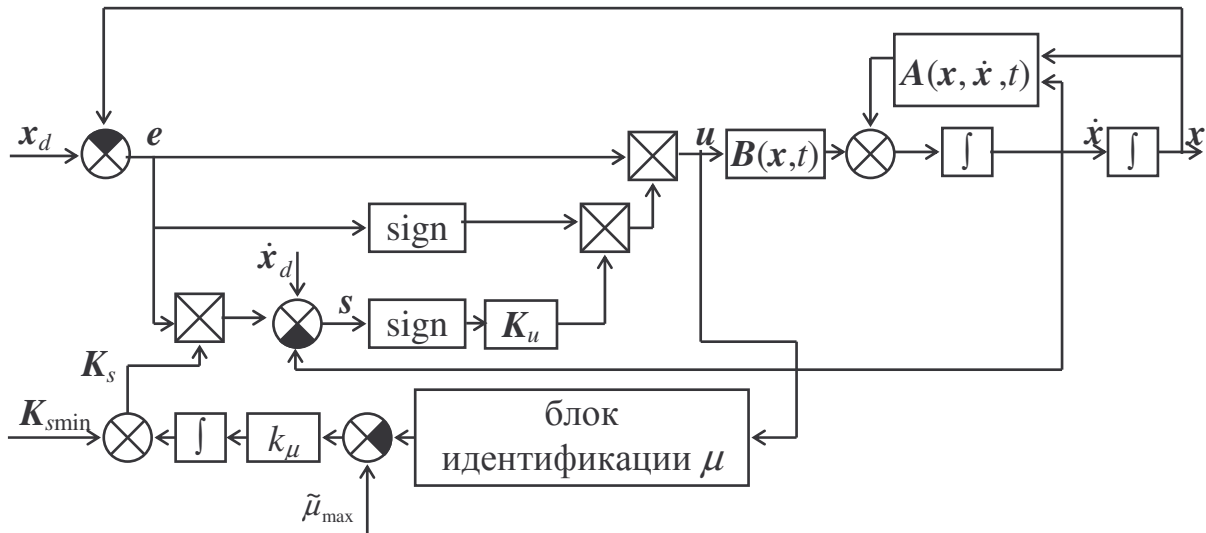 A(x, ẋ, t)
x_d
e
u
B(x, t)
∫
ẋ
∫
x
sign
ẋ_d
s
sign
K_u
K_s
K_smin
∫
k_μ
блок
идентификации μ
μ̃_max